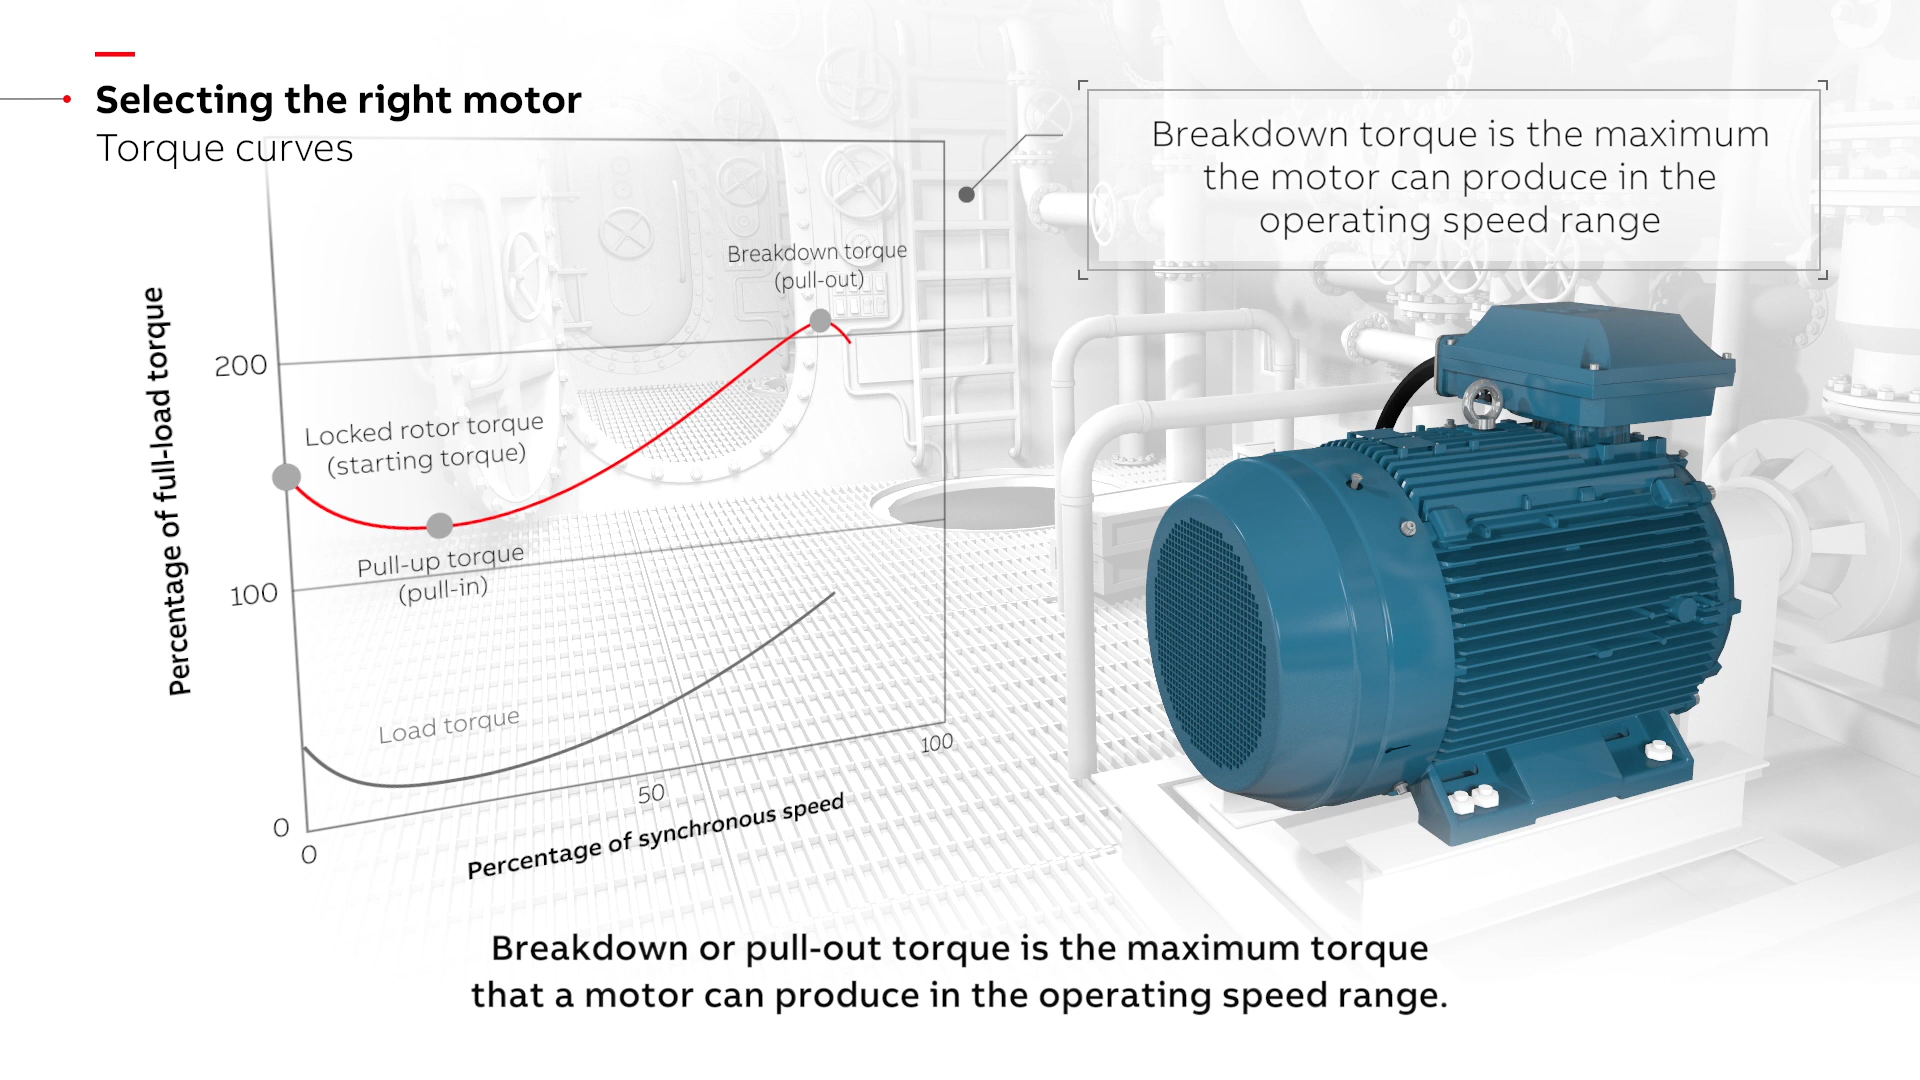 Selecting the right motor
Torque curves
Breakdown torque is the maximum
the motor can produce in the
operating speed range
Breakdown torque
(pull-out)
Percentage of full-load torque
200
Locked rotor torque
(starting torque)
Pull-up torque
(pull-in)
100
Load torque
0
0
50
100
Percentage of synchronous speed
Breakdown or pull-out torque is the maximum torque
that a motor can produce in the operating speed range.